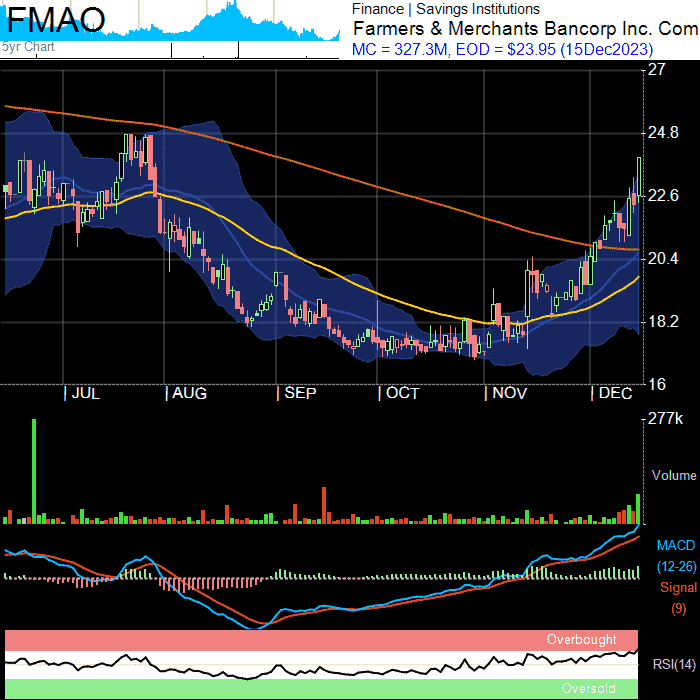 FMAO
5yr Chart
Finance | Savings Institutions
Farmers & Merchants Bancorp Inc. Com
MC = 327.3M, EOD = $23.95 (15Dec2023)
27
24.8
22.6
20.4
18.2
16
| JUL | AUG | SEP | OCT | NOV | DEC
277k
Volume
MACD
(12-26)
Signal
(9)
Overbought
RSI(14)
Oversold